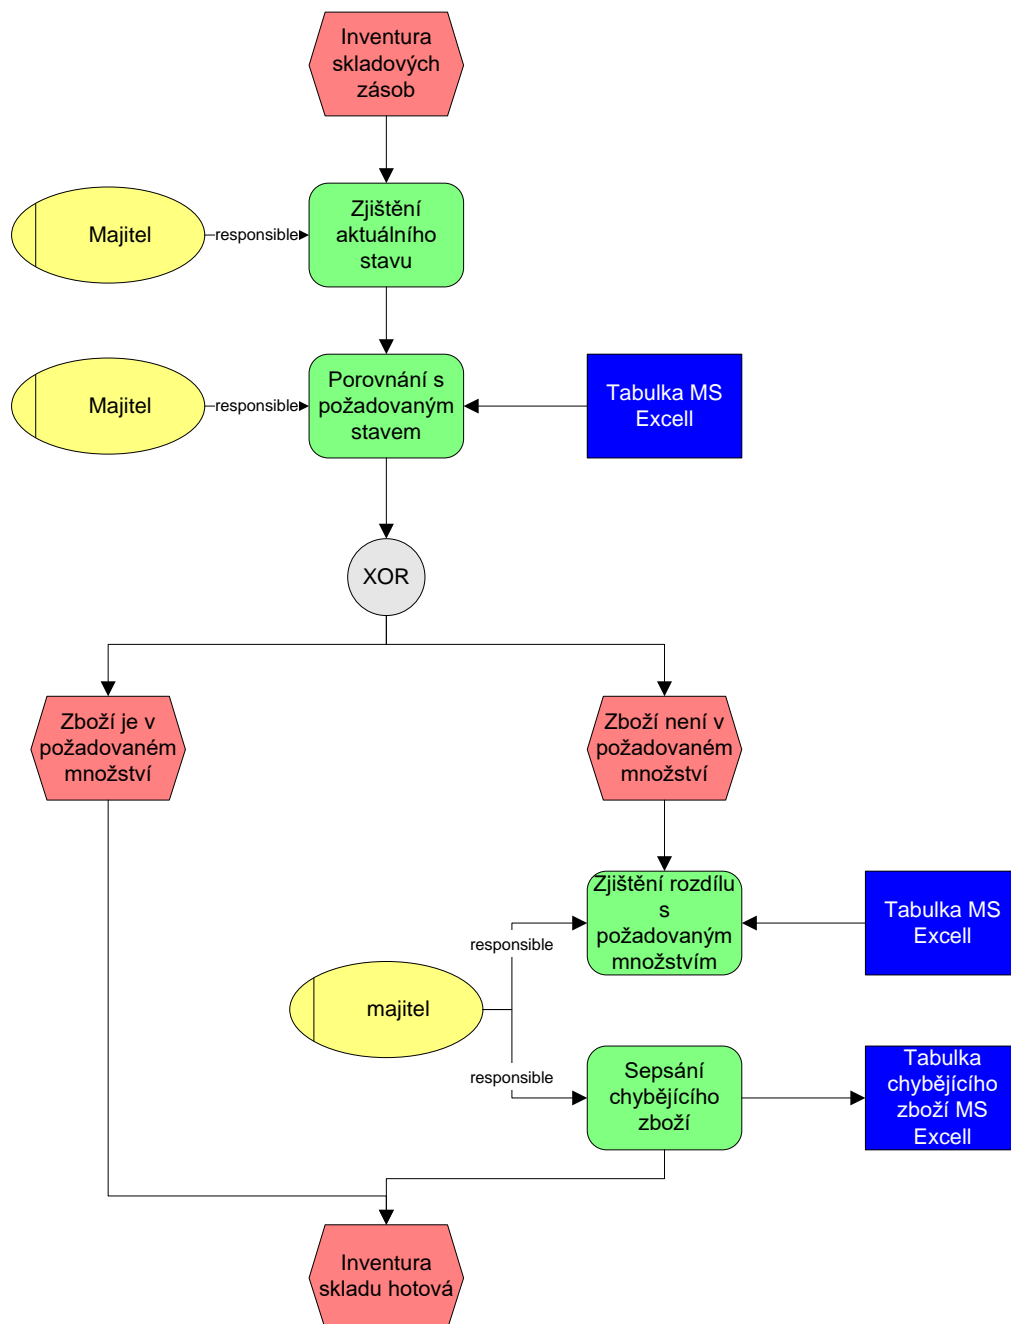 Inventura
skladových
zásob
Majitel
responsible
Zjištění
aktuálního
stavu
Majitel
responsible
Porovnání s
požadovaným
stavem
Tabulka MS
Excell
XOR
Zboží je v
požadovaném
množství
Zboží není v
požadovaném
množství
Zjištění rozdílu
s
požadovaným
množstvím
Tabulka MS
Excell
responsible
majitel
responsible
Sepsání
chybějícího
zboží
Tabulka
chybějícího
zboží MS
Excell
Inventura
skladu hotová